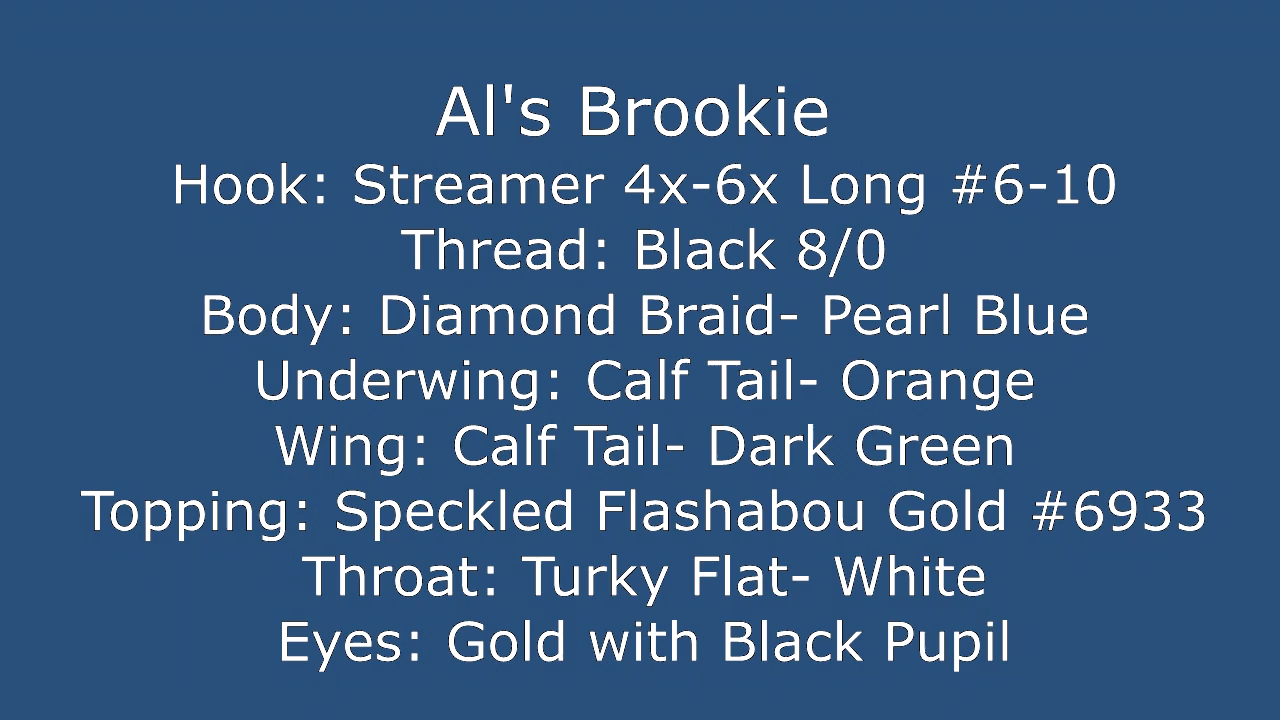 Al's Brookie
Hook: Streamer 4x-6x Long #6-10
Thread: Black 8/0
Body: Diamond Braid- Pearl Blue
Underwing: Calf Tail- Orange
Wing: Calf Tail- Dark Green
Topping: Speckled Flashabou Gold #6933
Throat: Turky Flat- White
Eyes: Gold with Black Pupil